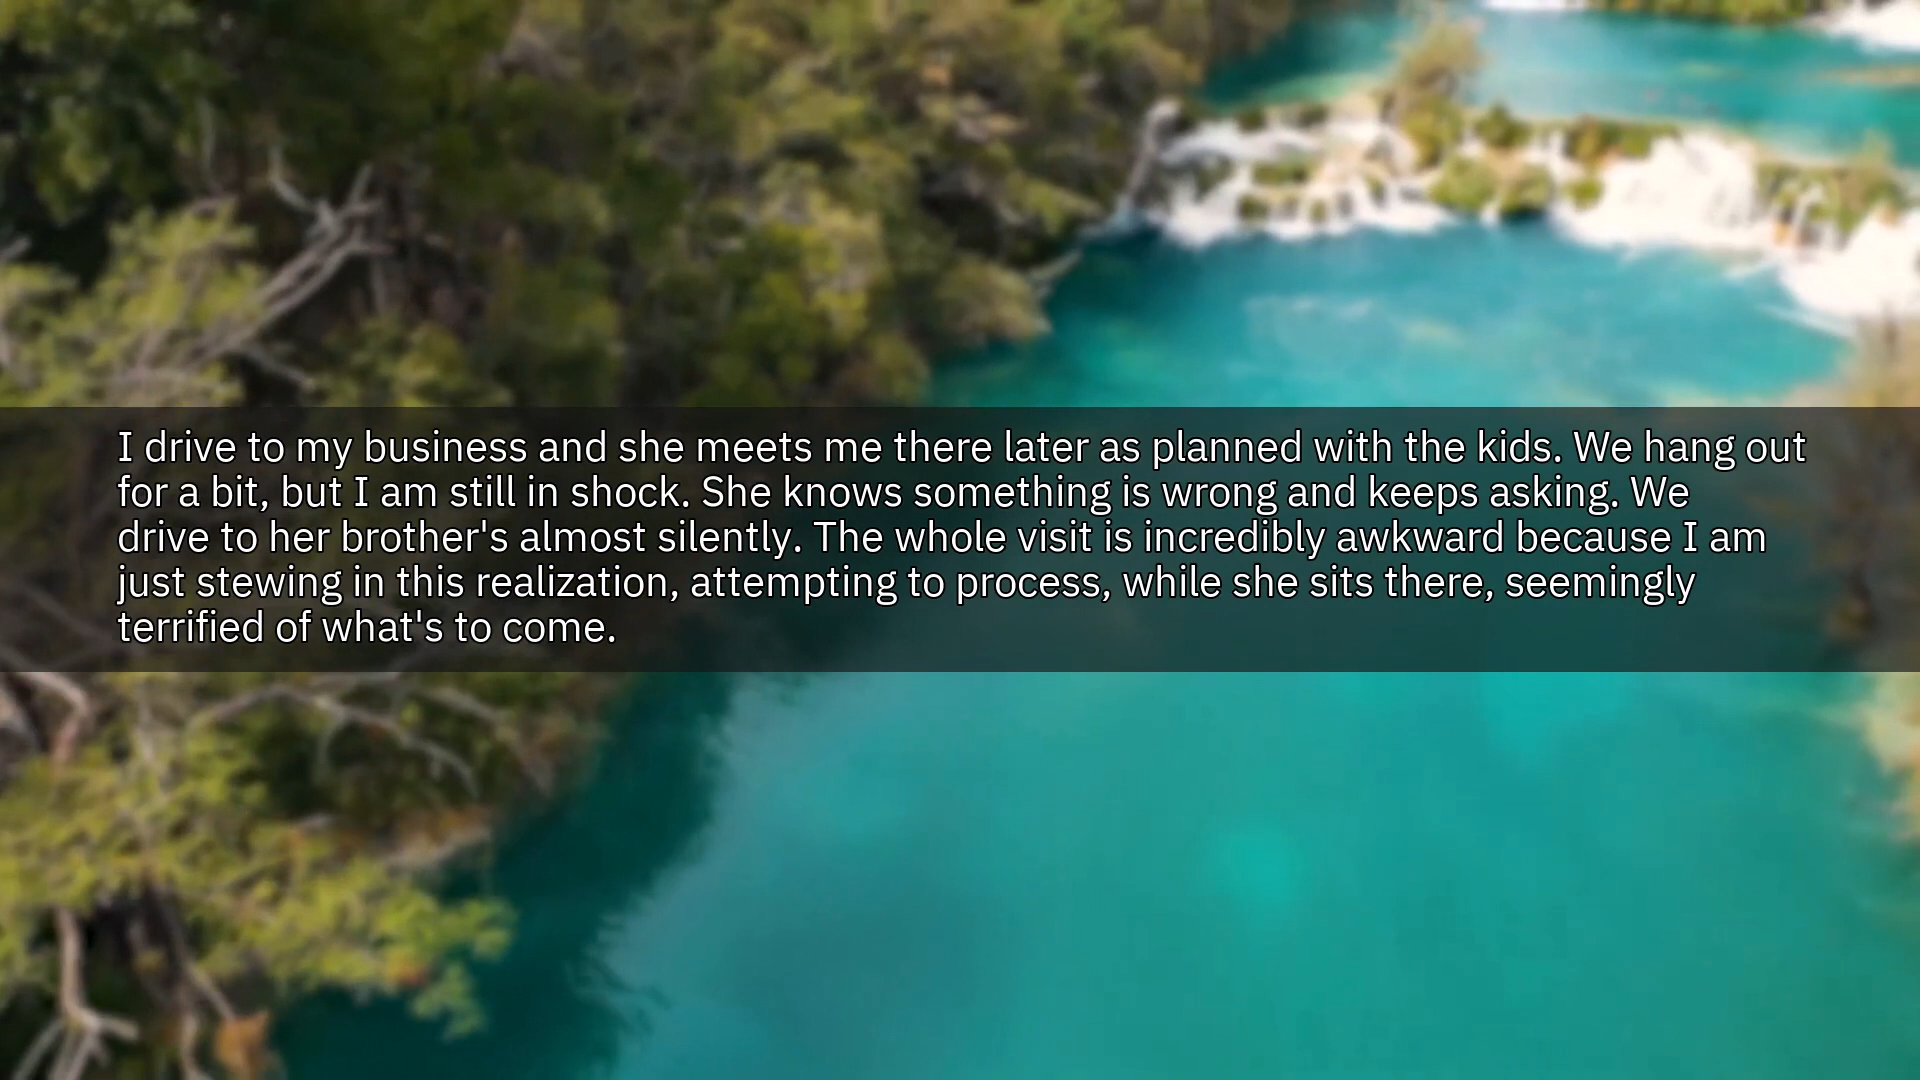 I drive to my business and she meets me there later as planned with the kids. We hang out
for a bit, but I am still in shock. She knows something is wrong and keeps asking. We
drive to her brother's almost silently. The whole visit is incredibly awkward because I am
just stewing in this realization, attempting to process, while she sits there, seemingly
terrified of what's to come.